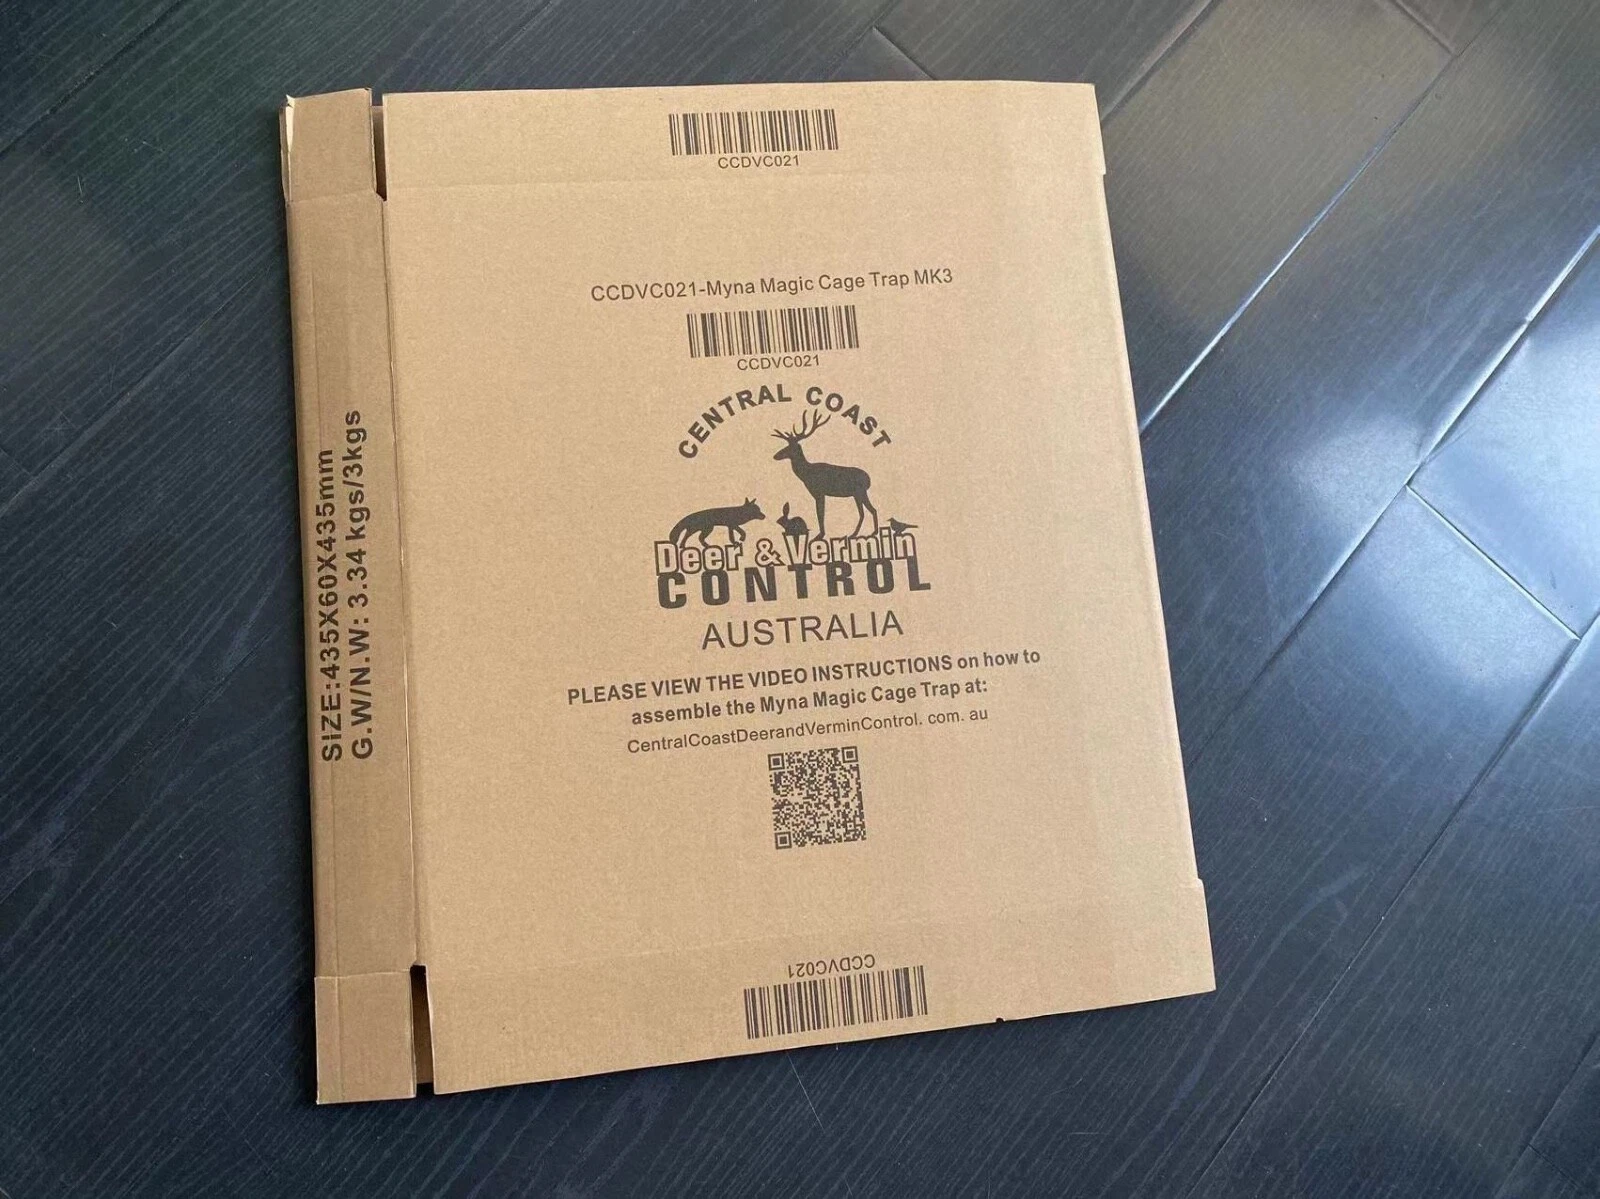 CCDVC021
CCDVC021-Myna Magic Cage Trap MK3
CCDVC021
CENTRAL COAST
Deer & Vermin
CONTROL
AUSTRALIA
PLEASE VIEW THE VIDEO INSTRUCTIONS on how to
assemble the Myna Magic Cage Trap at:
CentralCoastDeerandVerminControl. com. au
CCDVC021
SIZE:435X60X435mm
G.W/N.W: 3.34 kgs/3kgs